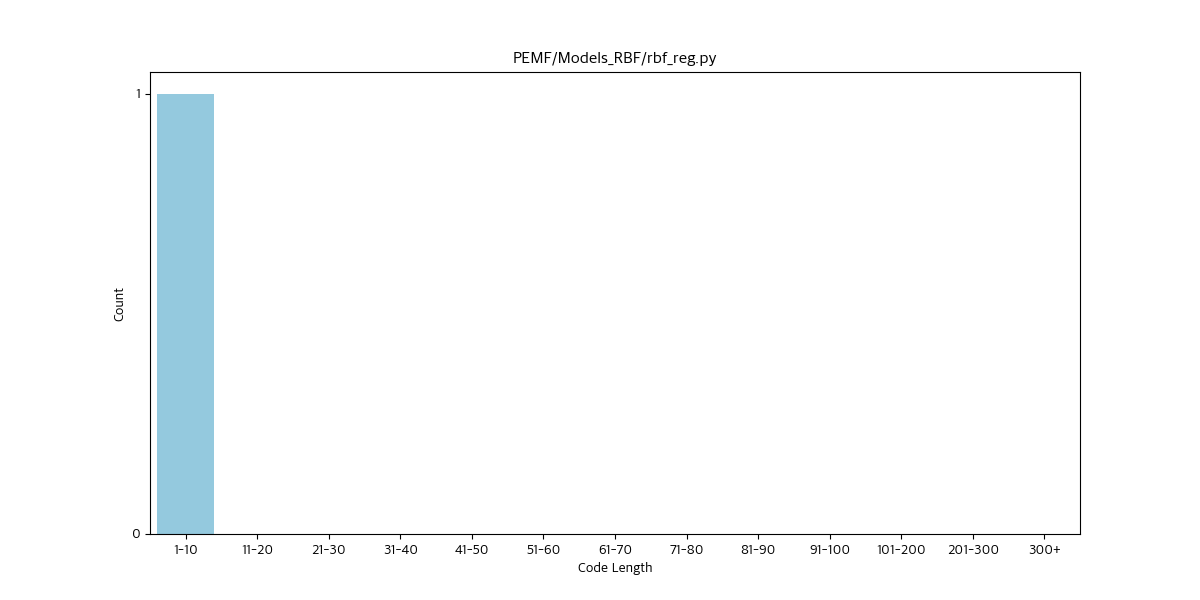 PEMF/Models_RBF/rbf_reg.py
1
Count
0
1-10 11-20 21-30 31-40 41-50 51-60 61-70 71-80 81-90 91-100 101-200 201-300 300+
Code Length